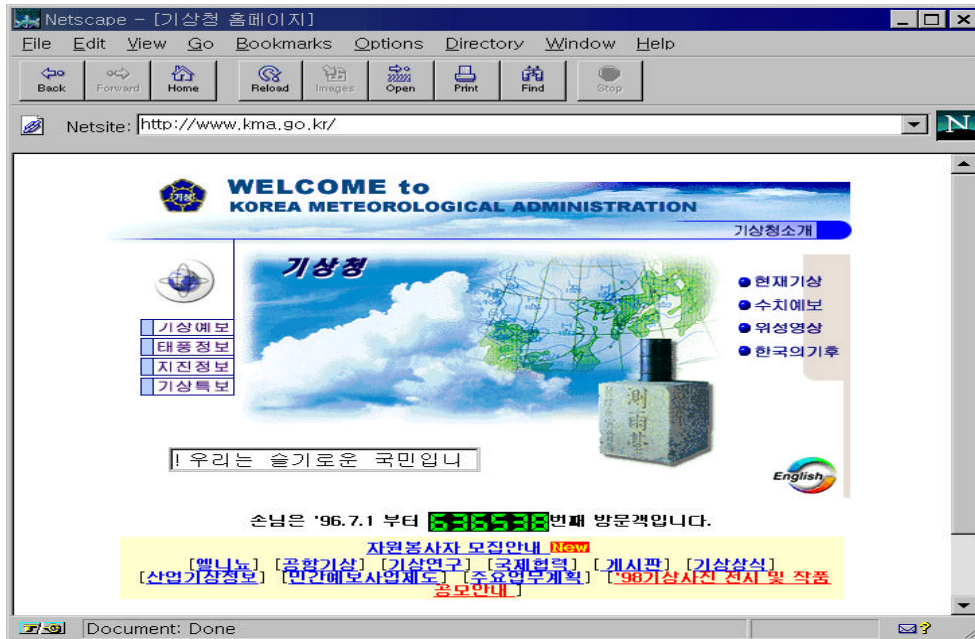 Netscape - [기상청 홈페이지]
File Edit View Go Bookmarks Options Directory Window Help
Back Forward Home Reload Images Open Print Find Stop
Netsite: http://www.kma.go.kr/
N
기상
WELCOME to
KOREA METEOROLOGICAL ADMINISTRATION
기상청소개
기상청
현재기상
수치예보
위성영상
한국의기후
기상예보
태풍정보
지진정보
기상특보
測雨臺
! 우리는 슬기로운 국민입니
English
손님은 '96.7.1 부터 636538번째 방문객입니다.
자원봉사자 모집안내 New
[엘니뇨] [공항기상] [기상연구] [국제협력] [게시판] [기상상식]
[산업기상정보] [민간예보사업제도] [주요업무계획] ['98기상사진 전시 및 작품
공모안내 ]
Document: Done